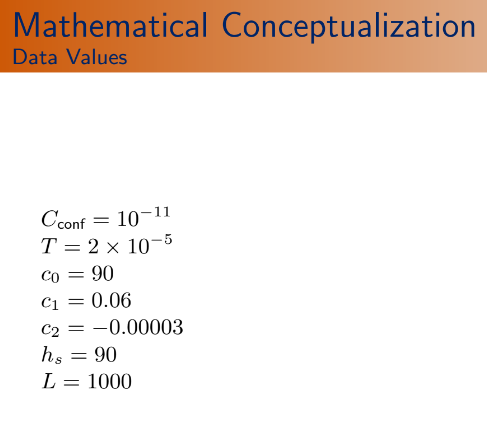 Mathematical Conceptualization
Data Values
C_conf = 10^{-11}
T = 2 × 10^{-5}
c_0 = 90
c_1 = 0.06
c_2 = −0.00003
h_s = 90
L = 1000